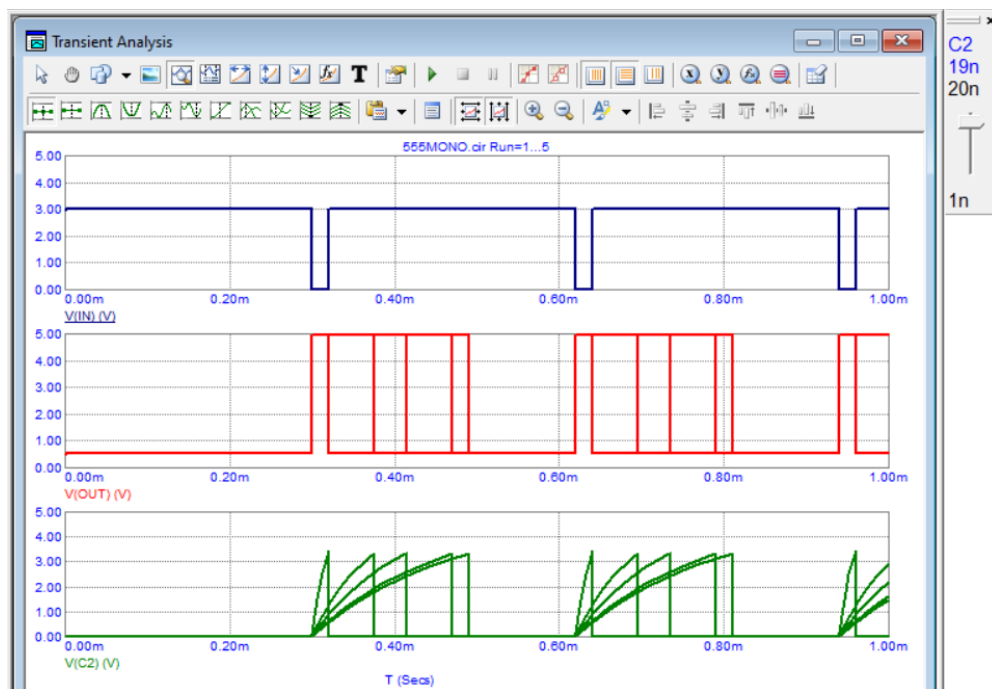 Transient Analysis
C2
19n
20n
1n
555MONO.cir Run=1...5
5.00
4.00
3.00
2.00
1.00
0.00
0.00m 0.20m 0.40m 0.60m 0.80m 1.00m
V(IN) (V)
5.00
4.00
3.00
2.00
1.00
0.00
0.00m 0.20m 0.40m 0.60m 0.80m 1.00m
V(OUT) (V)
5.00
4.00
3.00
2.00
1.00
0.00
0.00m 0.20m 0.40m 0.60m 0.80m 1.00m
V(C2) (V)
T (Secs)